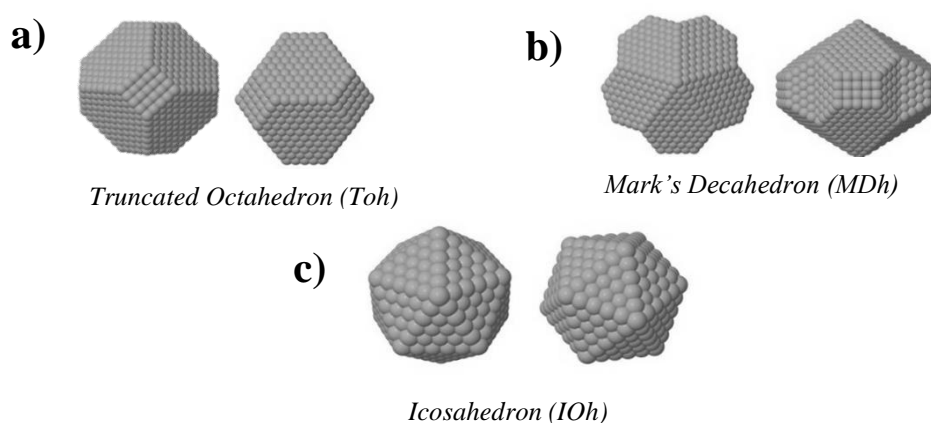 a)
Truncated Octahedron (Toh)
b)
Mark's Decahedron (MDh)
c)
Icosahedron (IOh)